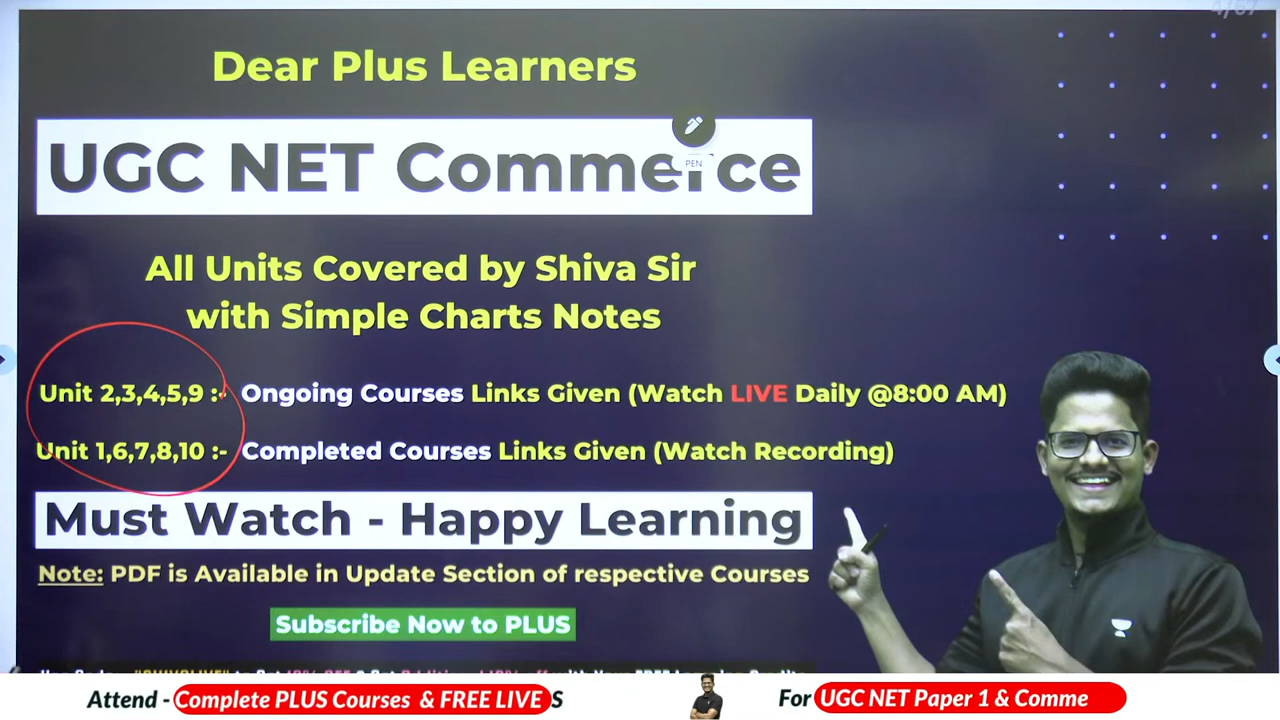 Dear Plus Learners
UGC NET Commerce
PEN
All Units Covered by Shiva Sir
with Simple Charts Notes
Unit 2,3,4,5,9 :- Ongoing Courses Links Given (Watch LIVE Daily @8:00 AM)
Unit 1,6,7,8,10 :- Completed Courses Links Given (Watch Recording)
Must Watch - Happy Learning
Note: PDF is Available in Update Section of respective Courses
Subscribe Now to PLUS
Attend - Complete PLUS Courses & FREE LIVE S
For UGC NET Paper 1 & Comme